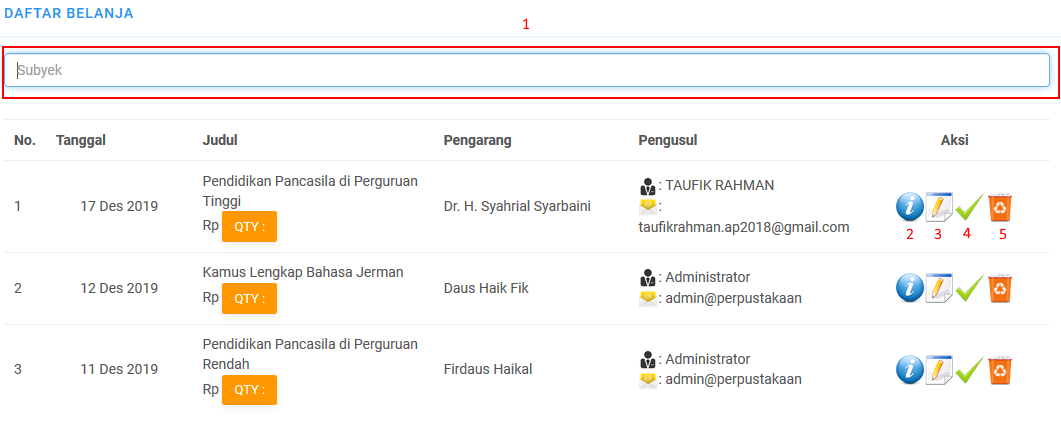 DAFTAR BELANJA
1
Subyek
No. Tanggal Judul Pengarang Pengusul Aksi
1 17 Des 2019 Pendidikan Pancasila di Perguruan
Tinggi
Rp QTY :
Dr. H. Syahrial Syarbaini
: TAUFIK RAHMAN
:
taufikrahman.ap2018@gmail.com
2 3 4 5
2 12 Des 2019 Kamus Lengkap Bahasa Jerman
Rp QTY :
Daus Haik Fik
: Administrator
: admin@perpustakaan
3 11 Des 2019 Pendidikan Pancasila di Perguruan
Rendah
Rp QTY :
Firdaus Haikal
: Administrator
: admin@perpustakaan